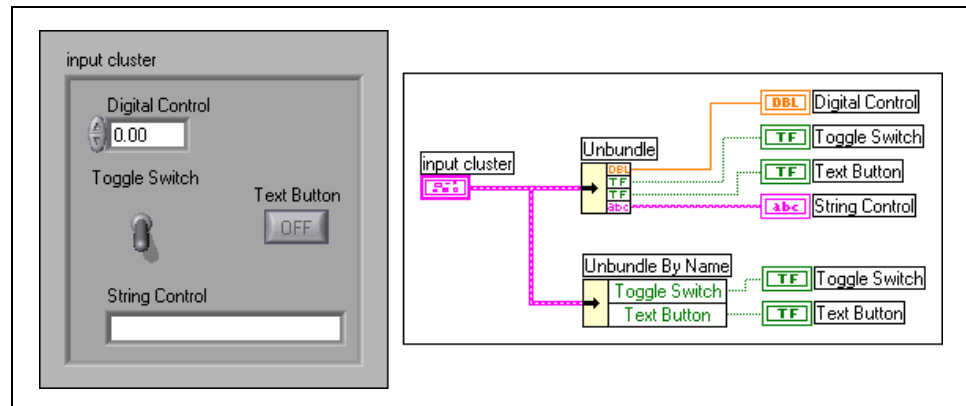 input cluster
Digital Control
0.00
Toggle Switch
Text Button
OFF
String Control
input cluster
Unbundle
DBL
TF
TF
abc
DBL Digital Control
TF Toggle Switch
TF Text Button
abc String Control
Unbundle By Name
Toggle Switch
Text Button
TF Toggle Switch
TF Text Button